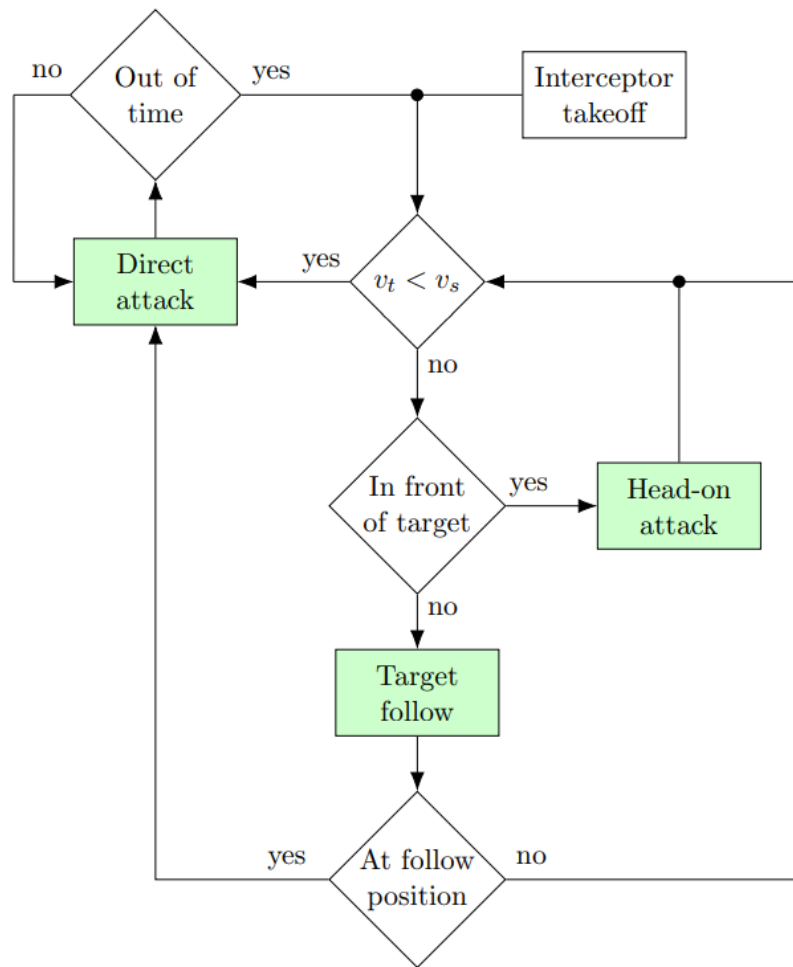 no
Out of
time
yes
Interceptor
takeoff
Direct
attack
yes
$v_t < v_s$
no
In front
of target
yes
Head-on
attack
no
Target
follow
yes
At follow
position
no